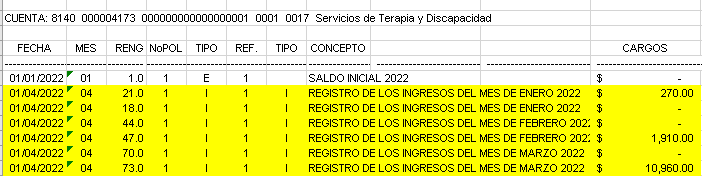 CUENTA: 8140 000004173 000000000000000001 0001 0017 Servicios de Terapia y Discapacidad
FECHA MES RENG NoPOL TIPO REF. TIPO CONCEPTO CARGOS
01/01/2022 01 1.0 1 E 1 SALDO INICIAL 2022 $ -
01/04/2022 04 21.0 1 I 1 I REGISTRO DE LOS INGRESOS DEL MES DE ENERO 2022 $ 270.00
01/04/2022 04 18.0 1 I 1 REGISTRO DE LOS INGRESOS DEL MES DE ENERO 2022 $ -
01/04/2022 04 44.0 1 I 1 REGISTRO DE LOS INGRESOS DEL MES DE FEBRERO 2022 $ -
01/04/2022 04 47.0 1 I 1 I REGISTRO DE LOS INGRESOS DEL MES DE FEBRERO 2022 $ 1,910.00
01/04/2022 04 70.0 1 I 1 REGISTRO DE LOS INGRESOS DEL MES DE MARZO 2022 $ -
01/04/2022 04 73.0 1 I 1 I REGISTRO DE LOS INGRESOS DEL MES DE MARZO 2022 $ 10,960.00